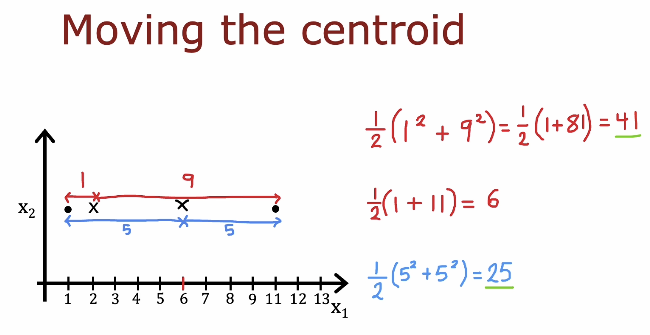 Moving the centroid
1/2(1² + 9²) = 1/2(1+81) = 41
1 9
x₂
1/2(1 + 11) = 6
5 5
1/2(5² + 5²) = 25
1 2 3 4 5 6 7 8 9 10 11 12 13 x₁